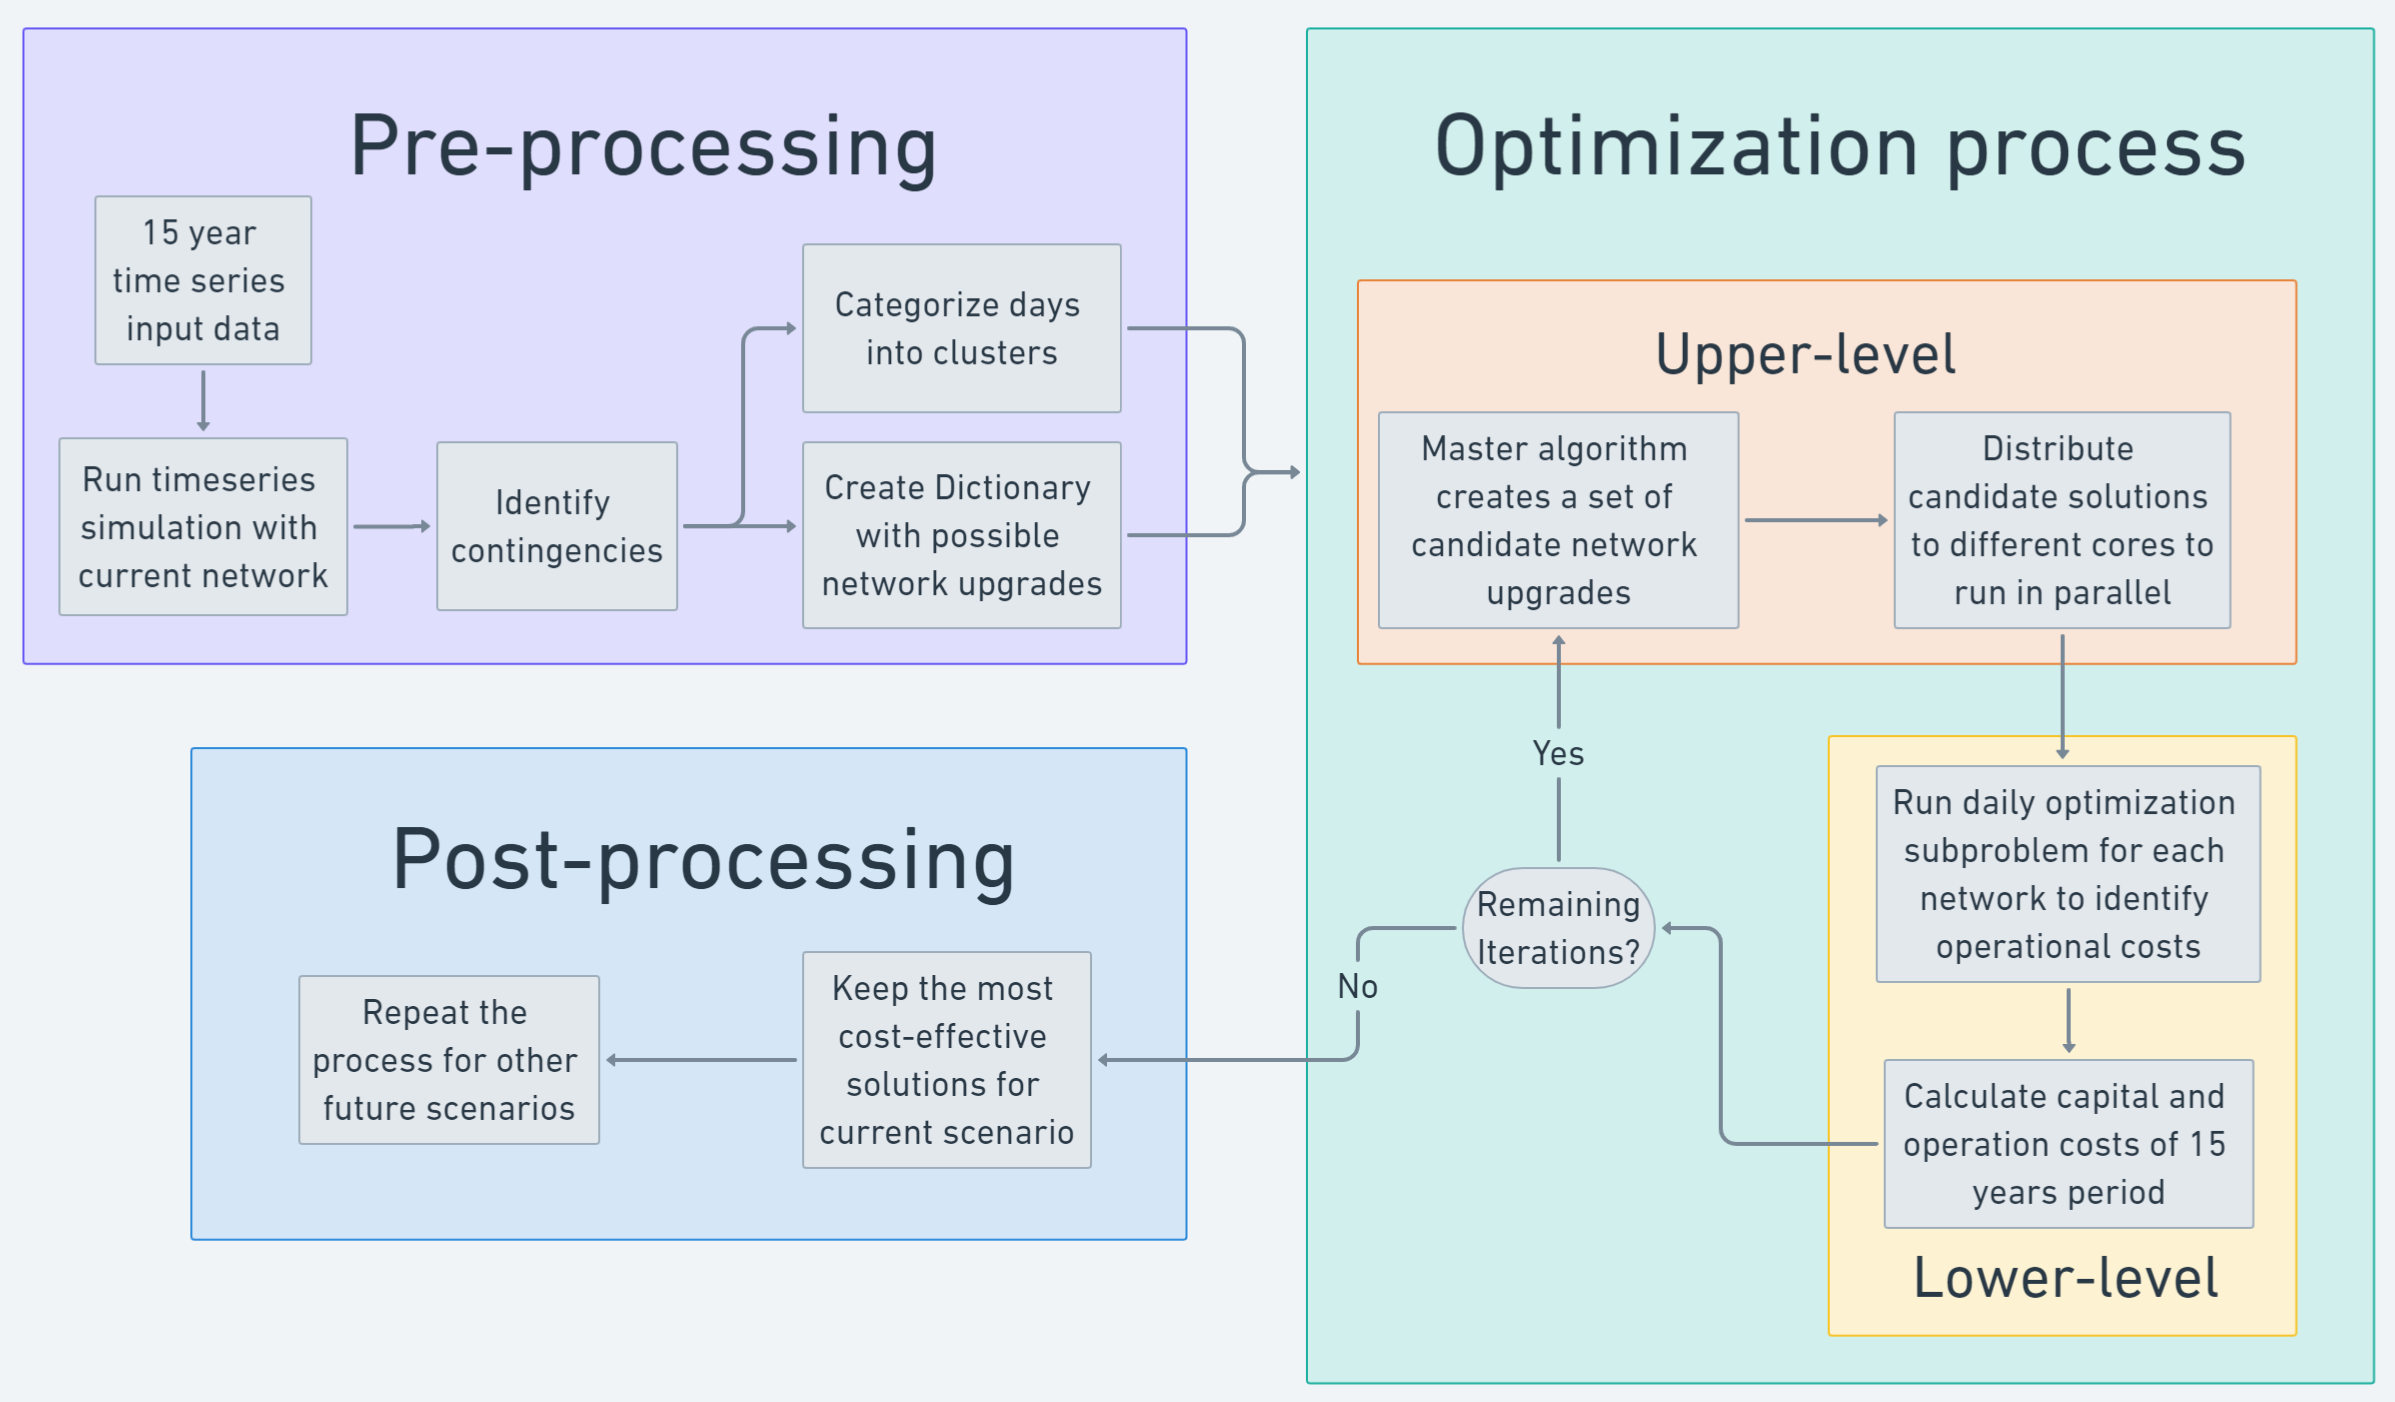 Pre-processing
15 year
time series
input data
Run timeseries
simulation with
current network
Identify
contingencies
Categorize days
into clusters
Create Dictionary
with possible
network upgrades
Optimization process
Upper-level
Master algorithm
creates a set of
candidate network
upgrades
Distribute
candidate solutions
to different cores to
run in parallel
Run daily optimization
subproblem for each
network to identify
operational costs
Calculate capital and
operation costs of 15
years period
Lower-level
Remaining
Iterations?
Yes
No
Post-processing
Keep the most
cost-effective
solutions for
current scenario
Repeat the
process for other
future scenarios